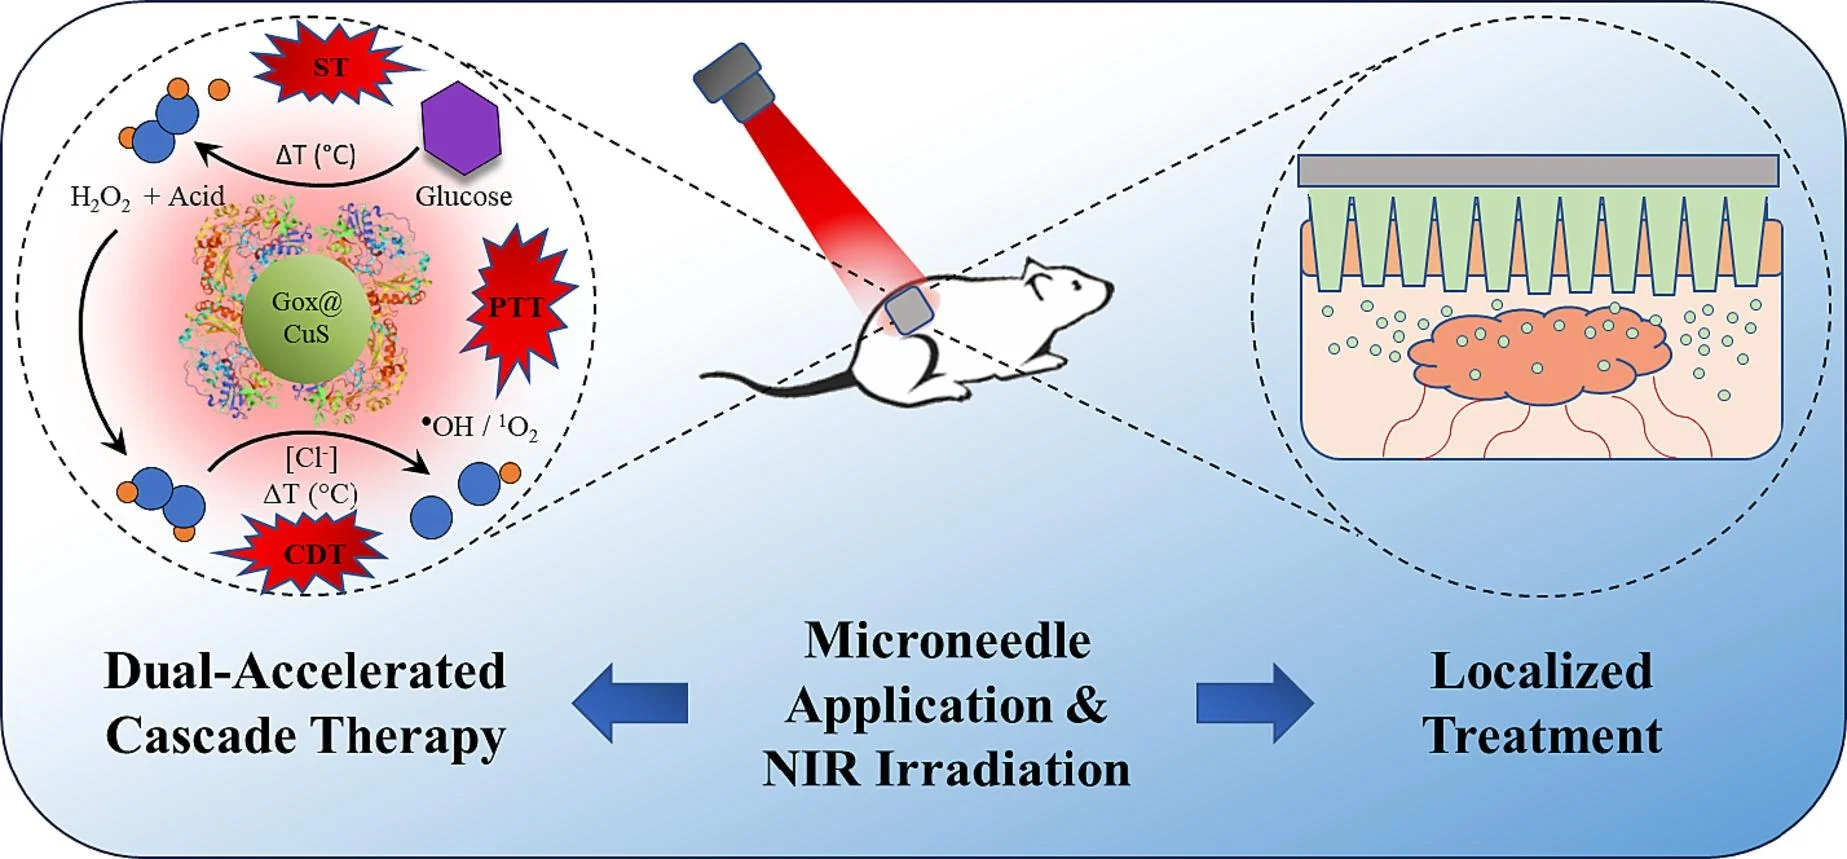 ST
ΔT (°C)
H₂O₂ + Acid
Glucose
Gox@
CuS
PTT
•OH / ¹O₂
[Cl-]
ΔT (°C)
CDT
Dual-Accelerated
Cascade Therapy
Microneedle
Application &
NIR Irradiation
Localized
Treatment